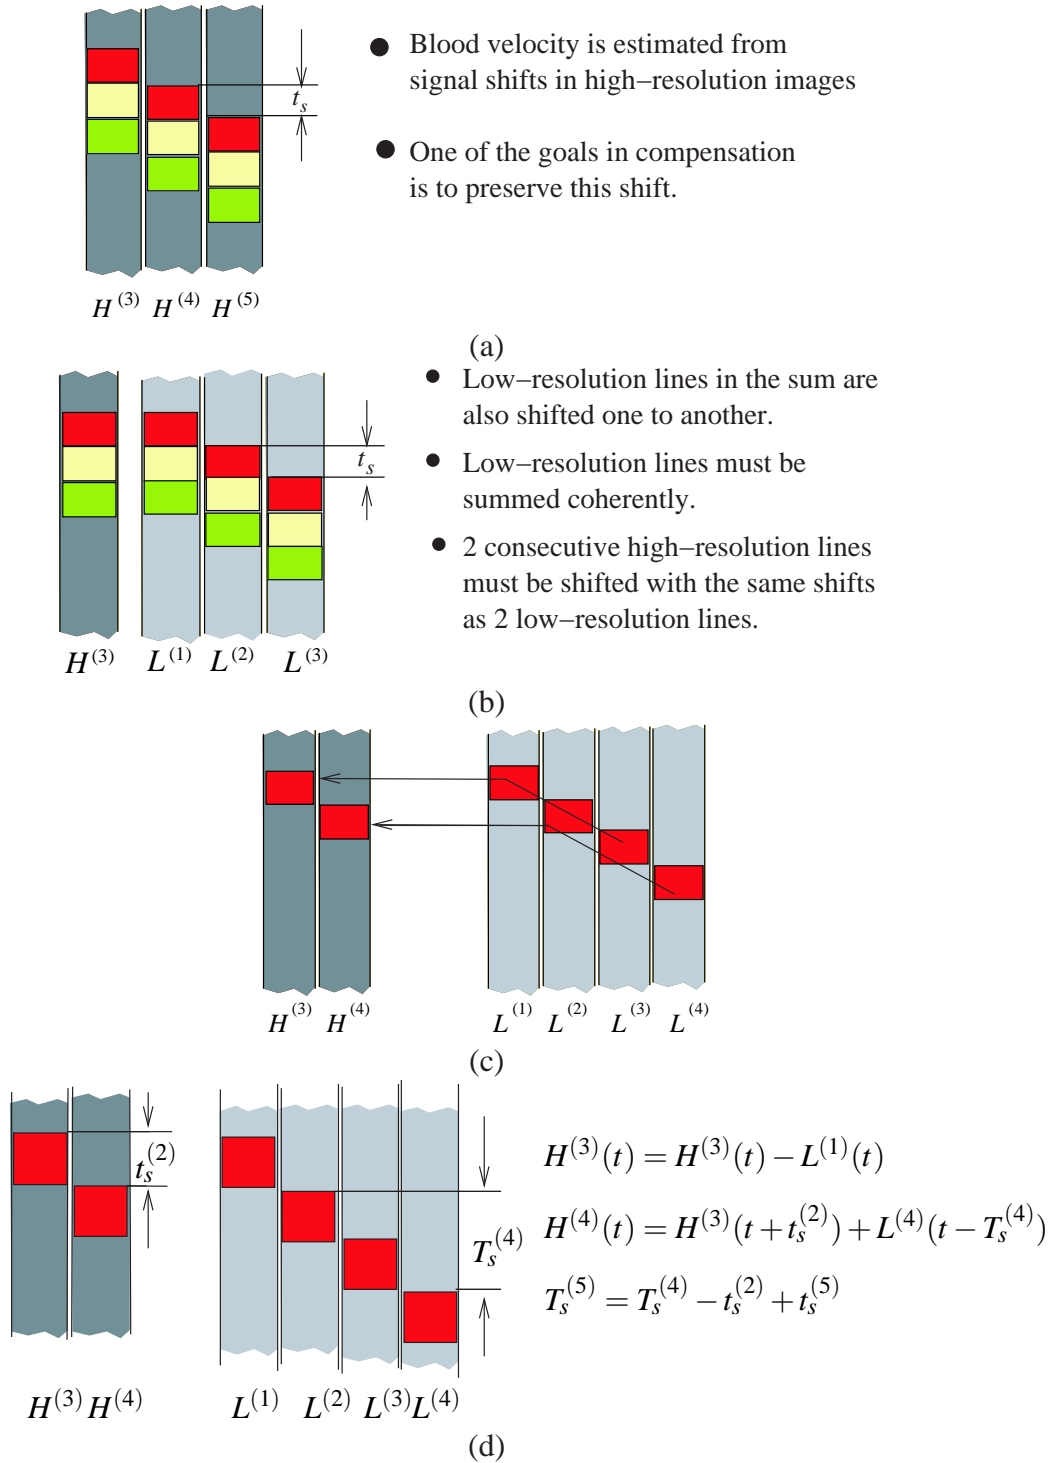 ● Blood velocity is estimated from
signal shifts in high–resolution images
t_s
● One of the goals in compensation
is to preserve this shift.
H^(3) H^(4) H^(5)
(a)
● Low–resolution lines in the sum are
also shifted one to another.
t_s
● Low–resolution lines must be
summed coherently.
● 2 consecutive high–resolution lines
must be shifted with the same shifts
as 2 low–resolution lines.
H^(3) L^(1) L^(2) L^(3)
(b)
H^(3) H^(4) L^(1) L^(2) L^(3) L^(4)
(c)
t_s^(2)
T_s^(4)
H^(3)(t) = H^(3)(t) − L^(1)(t)
H^(4)(t) = H^(3)(t + t_s^(2)) + L^(4)(t − T_s^(4))
T_s^(5) = T_s^(4) − t_s^(2) + t_s^(5)
H^(3) H^(4) L^(1) L^(2) L^(3) L^(4)
(d)